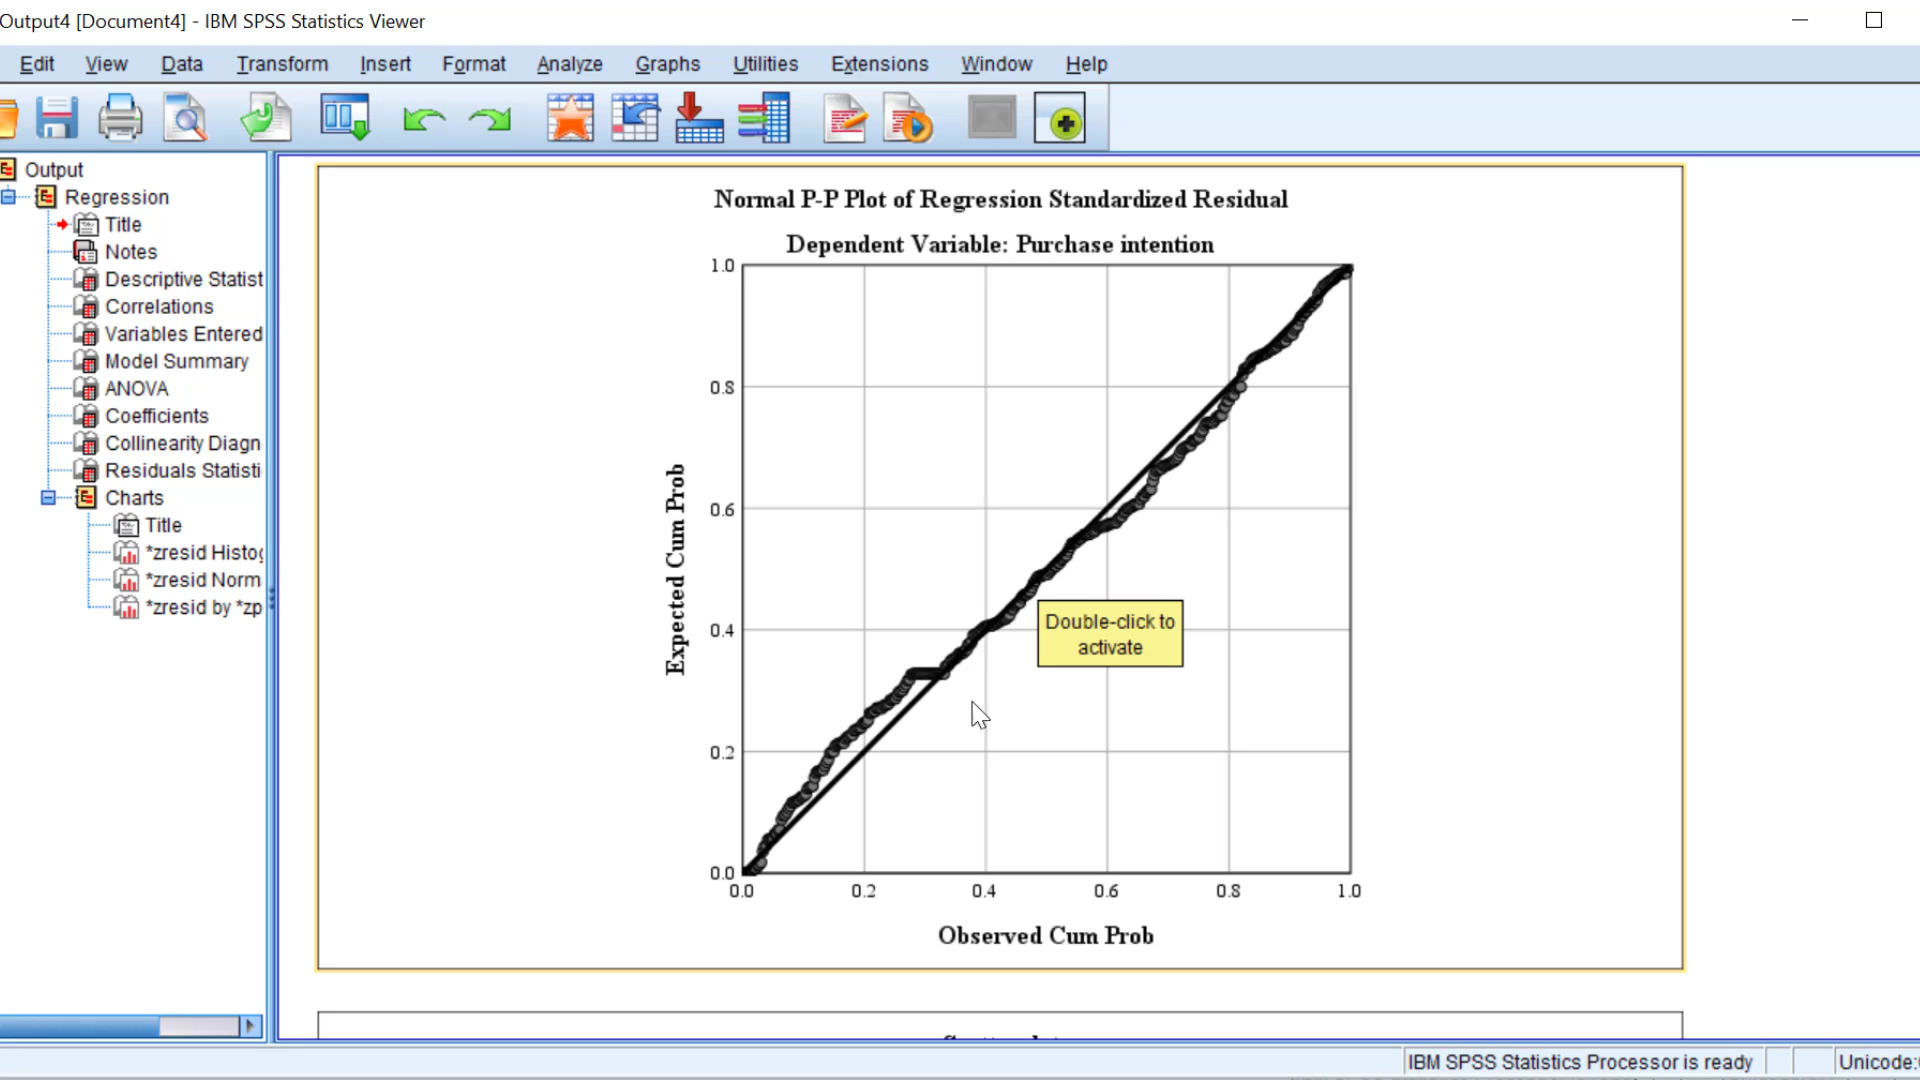 Output4 [Document4] - IBM SPSS Statistics Viewer
Edit View Data Transform Insert Format Analyze Graphs Utilities Extensions Window Help
Output
Regression
Title
Notes
Descriptive Statist
Correlations
Variables Entered
Model Summary
ANOVA
Coefficients
Collinearity Diagn
Residuals Statisti
Charts
Title
*zresid Histog
*zresid Norm
*zresid by *zp
Normal P-P Plot of Regression Standardized Residual
Dependent Variable: Purchase intention
Expected Cum Prob
1.0
0.8
0.6
0.4
0.2
0.0
Double-click to
activate
0.0 0.2 0.4 0.6 0.8 1.0
Observed Cum Prob
IBM SPSS Statistics Processor is ready
Unicode: